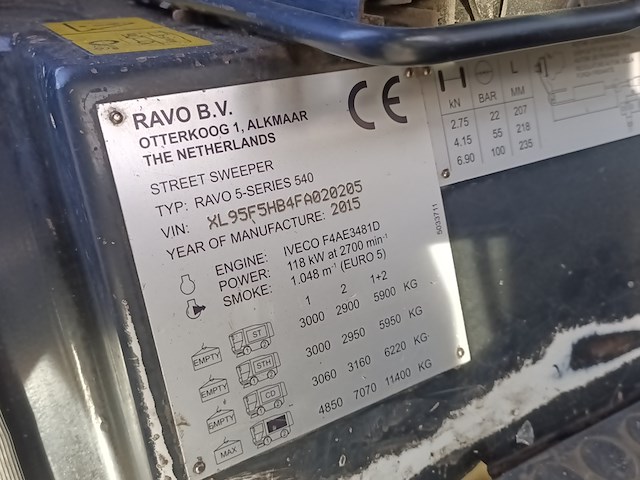 RAVO B.V.
OTTERKOOG 1, ALKMAAR
THE NETHERLANDS
CE
STREET SWEEPER
TYP: RAVO 5-SERIES 540
VIN: XL95F5HB4FA020205
YEAR OF MANUFACTURE: 2015
ENGINE: IVECO F4AE3481D
POWER: 118 kW at 2700 min-1
SMOKE: 1.048 m-1 (EURO 5)
1 2 1+2
EMPTY ST 3000 2900 5900 KG
EMPTY STH 3000 2950 5950 KG
EMPTY CD 3060 3160 6220 KG
MAX 4850 7070 11400 KG
5033711
L
kN BAR MM
2.75 22 207
4.15 55 218
6.90 100 235